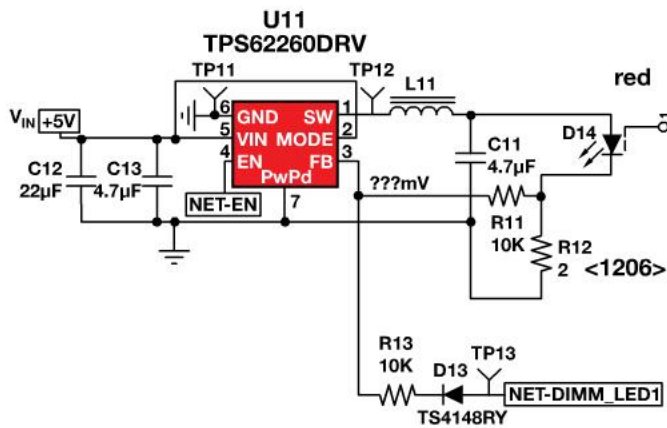 U11
TPS62260DRV
TP11
TP12
L11
red
6 GND SW 1
5 VIN MODE 2
4 EN FB 3
PwPd
7
VIN +5V
C12
22µF
C13
4.7µF
C11
4.7µF
D14
NET-EN
???mV
R11
10K
R12
2
<1206>
R13
10K
D13
TS4148RY
TP13
NET-DIMM_LED1